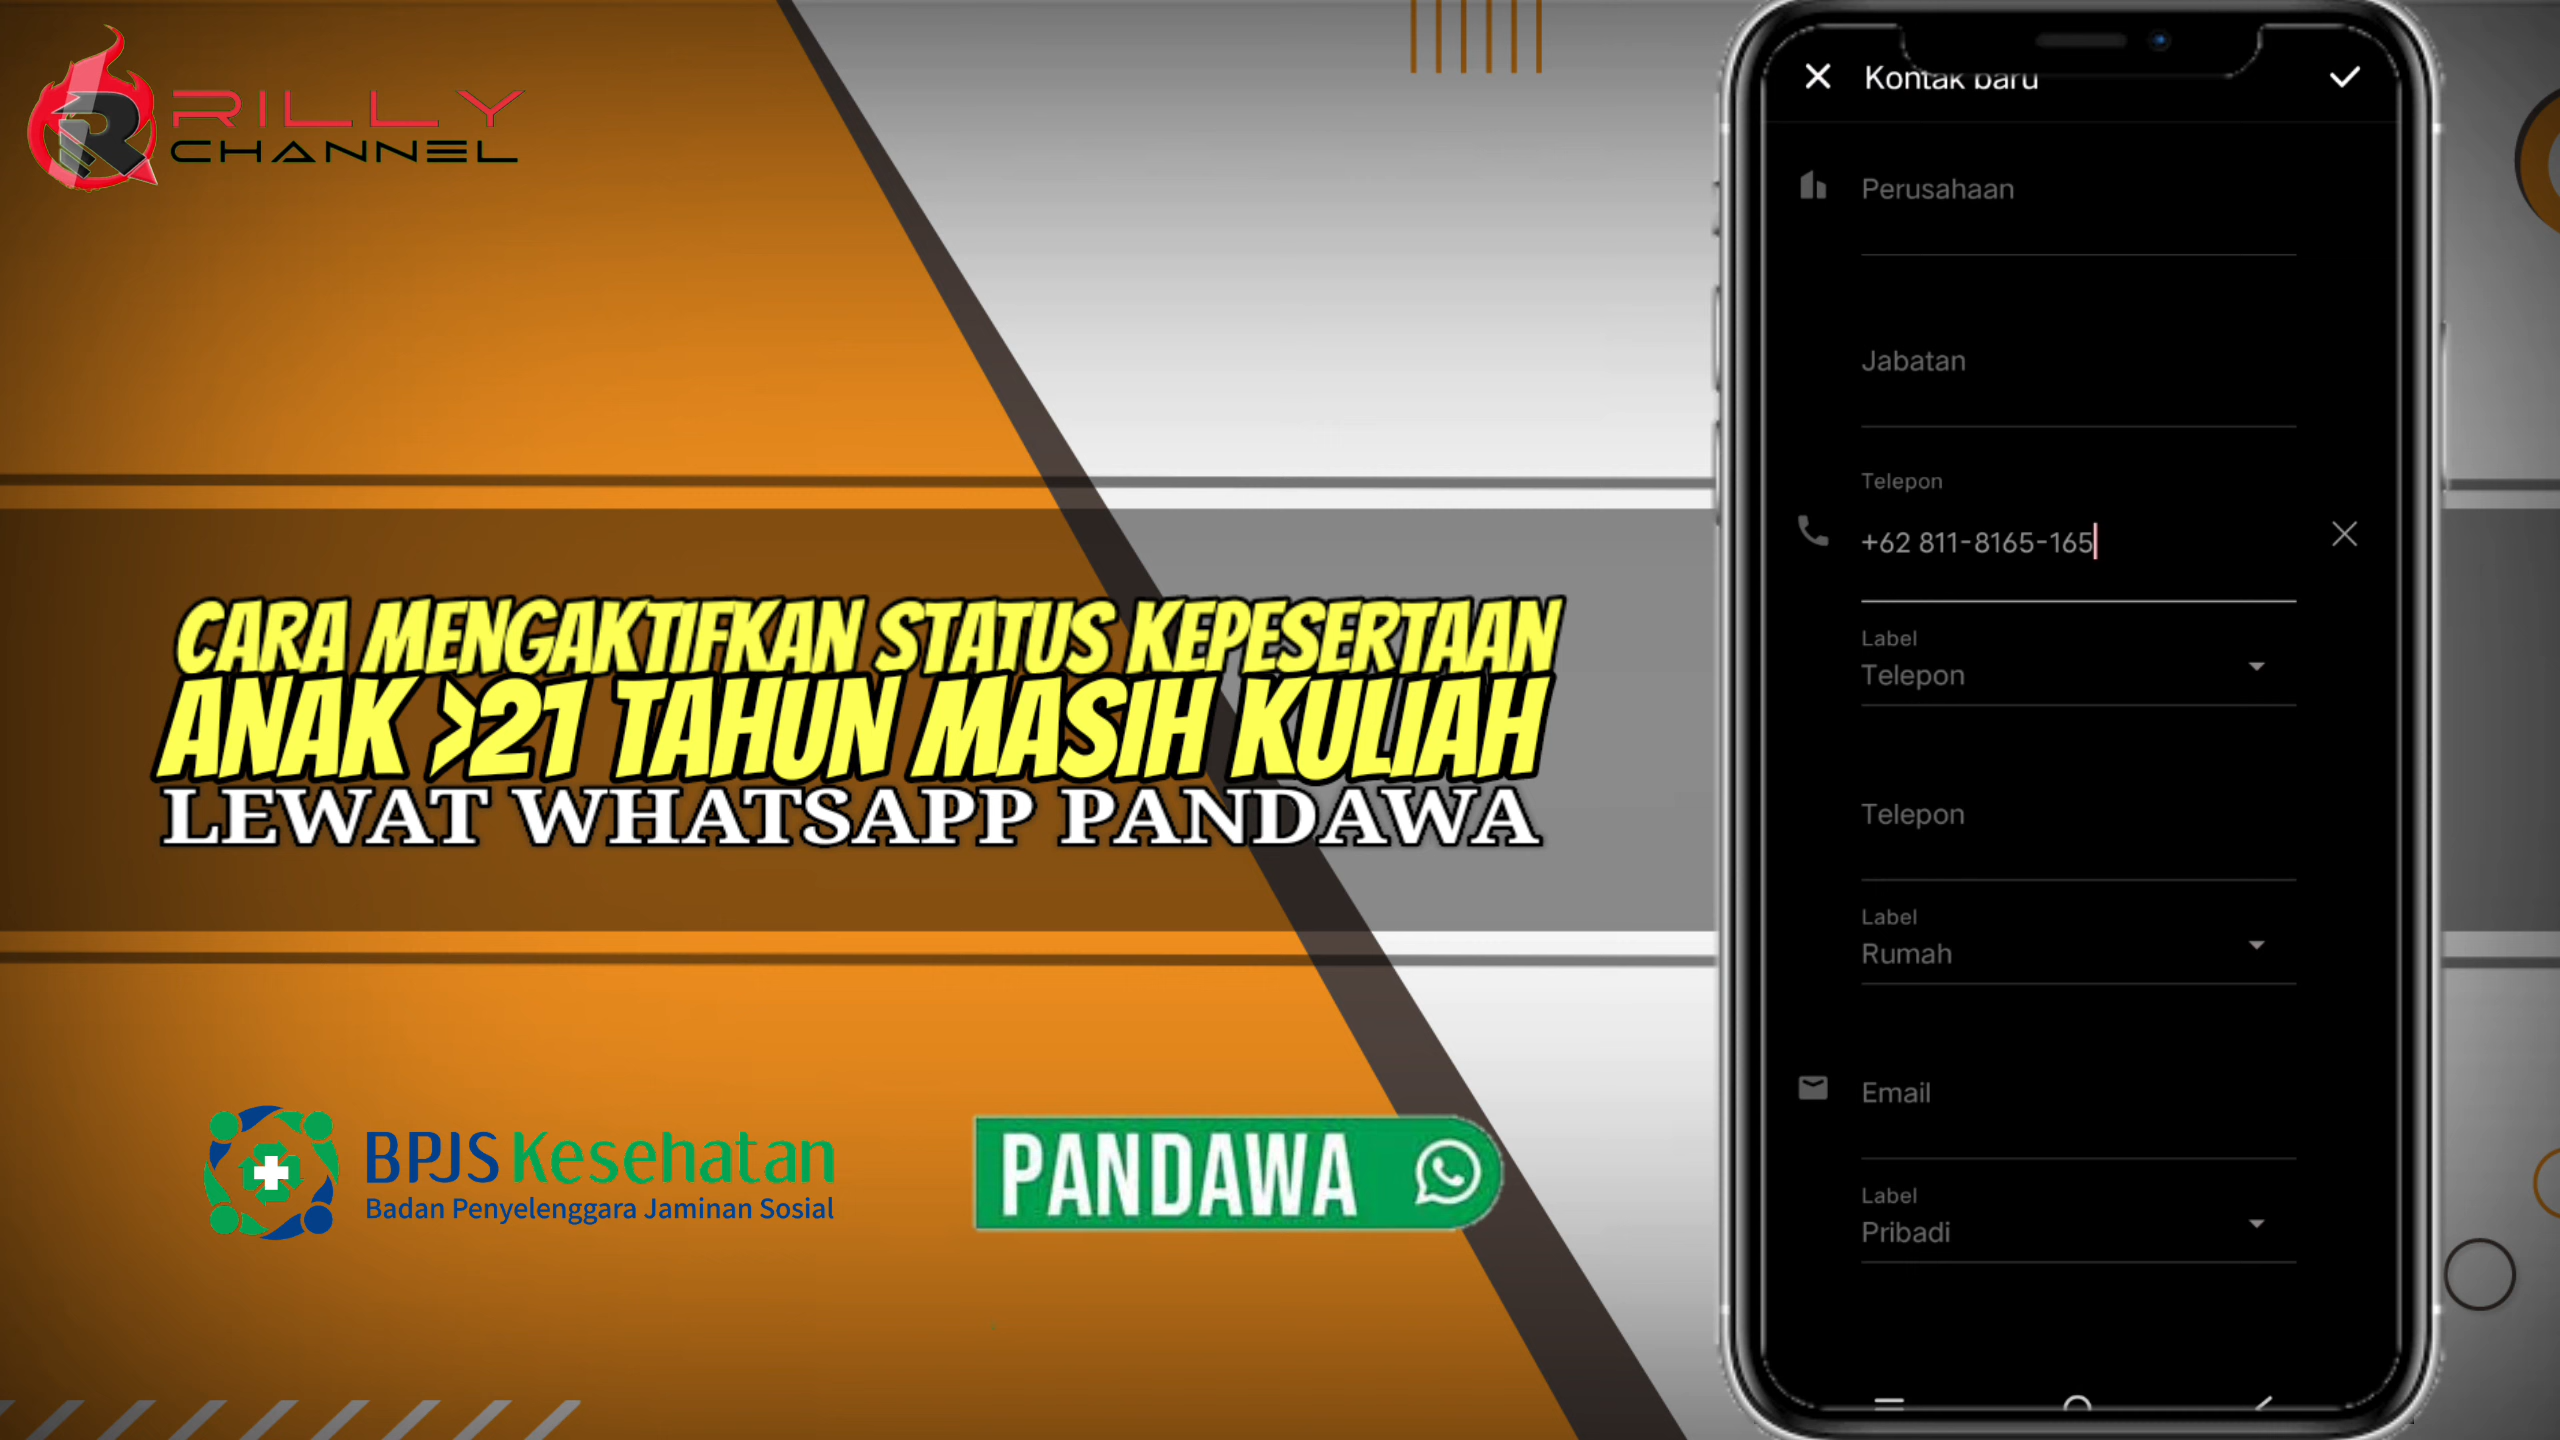 RILLY
CHANNEL
CARA MENGAKTIFKAN STATUS KEPESERTAAN
ANAK >21 TAHUN MASIH KULIAH
LEWAT WHATSAPP PANDAWA
BPJS Kesehatan
Badan Penyelenggara Jaminan Sosial
PANDAWA
Kontak baru
Perusahaan
Jabatan
Telepon
+62 811-8165-165
Label
Telepon
Telepon
Label
Rumah
Email
Label
Pribadi